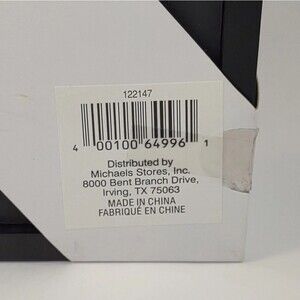 122147
4 00100 64996 1
Distributed by
Michaels Stores, Inc.
8000 Bent Branch Drive,
Irving, TX 75063
MADE IN CHINA
FABRIQUÉ EN CHINE